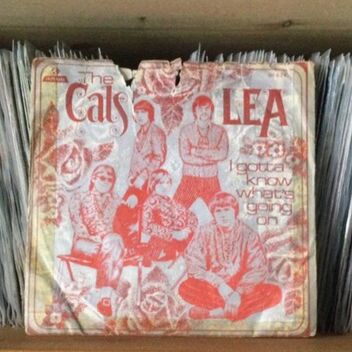 The
Cats
LEA
I gotta
know
what's
going
on